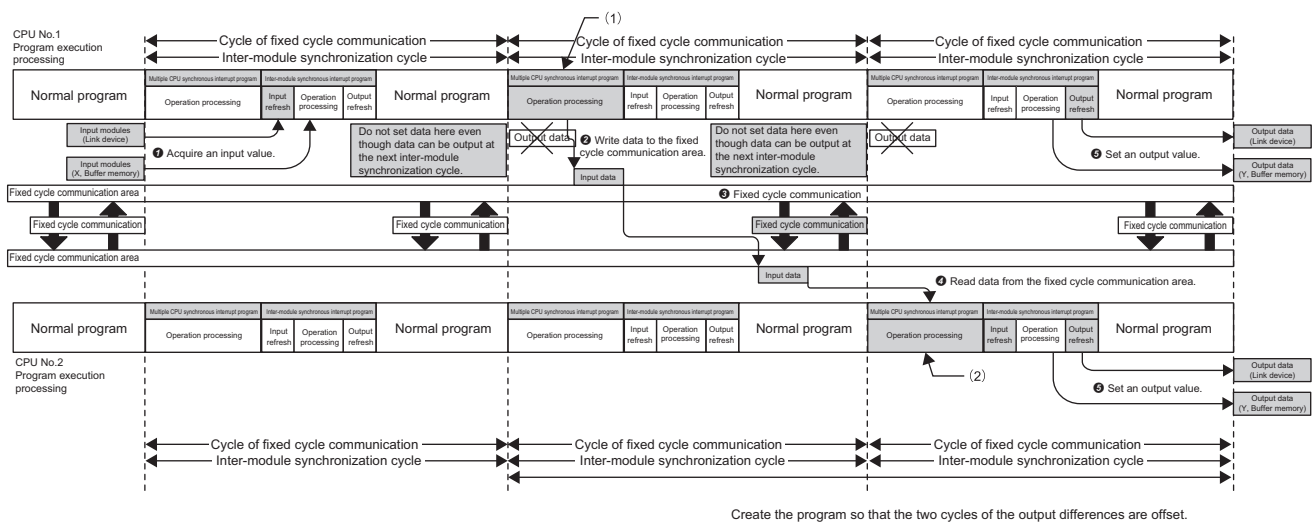 (1)
CPU No.1
Program execution
processing
Cycle of fixed cycle communication
Inter-module synchronization cycle
Cycle of fixed cycle communication
Inter-module synchronization cycle
Cycle of fixed cycle communication
Inter-module synchronization cycle
Normal program
Multiple CPU synchronous interrupt program
Inter-module synchronous interrupt program
Operation processing
Input
refresh
Operation
processing
Output
refresh
Normal program
Multiple CPU synchronous interrupt program
Inter-module synchronous interrupt program
Operation processing
Input
refresh
Operation
processing
Output
refresh
Normal program
Multiple CPU synchronous interrupt program
Inter-module synchronous interrupt program
Operation processing
Input
refresh
Operation
processing
Output
refresh
Normal program
Input modules
(Link device)
❶ Acquire an input value.
Input modules
(X, Buffer memory)
Do not set data here even
though data can be output at
the next inter-module
synchronization cycle.
Output data
❷ Write data to the fixed
cycle communication area.
Input data
Do not set data here even
though data can be output at
the next inter-module
synchronization cycle.
Output data
❺ Set an output value.
Output data
(Link device)
Output data
(Y, Buffer memory)
Fixed cycle communication area
❸ Fixed cycle communication
Fixed cycle communication
Fixed cycle communication
Fixed cycle communication
Fixed cycle communication
Fixed cycle communication area
Input data
❹ Read data from the fixed cycle communication area.
Normal program
Multiple CPU synchronous interrupt program
Inter-module synchronous interrupt program
Operation processing
Input
refresh
Operation
processing
Output
refresh
Normal program
Multiple CPU synchronous interrupt program
Inter-module synchronous interrupt program
Operation processing
Input
refresh
Operation
processing
Output
refresh
Normal program
Multiple CPU synchronous interrupt program
Inter-module synchronous interrupt program
Operation processing
Input
refresh
Operation
processing
Output
refresh
Normal program
CPU No.2
Program execution
processing
(2)
❺ Set an output value.
Output data
(Link device)
Output data
(Y, Buffer memory)
Cycle of fixed cycle communication
Inter-module synchronization cycle
Cycle of fixed cycle communication
Inter-module synchronization cycle
Cycle of fixed cycle communication
Inter-module synchronization cycle
Create the program so that the two cycles of the output differences are offset.